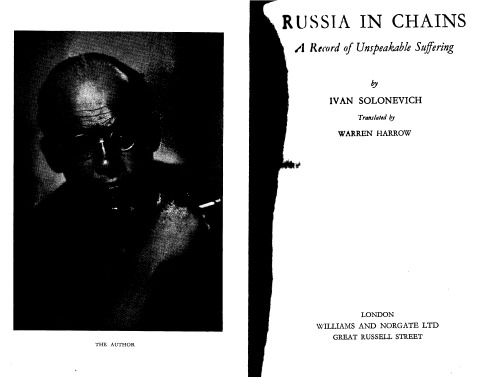 THE AUTHOR
RUSSIA IN CHAINS
A Record of Unspeakable Suffering
by
IVAN SOLONEVICH
Translated by
WARREN HARROW
LONDON
WILLIAMS AND NORGATE LTD
GREAT RUSSELL STREET